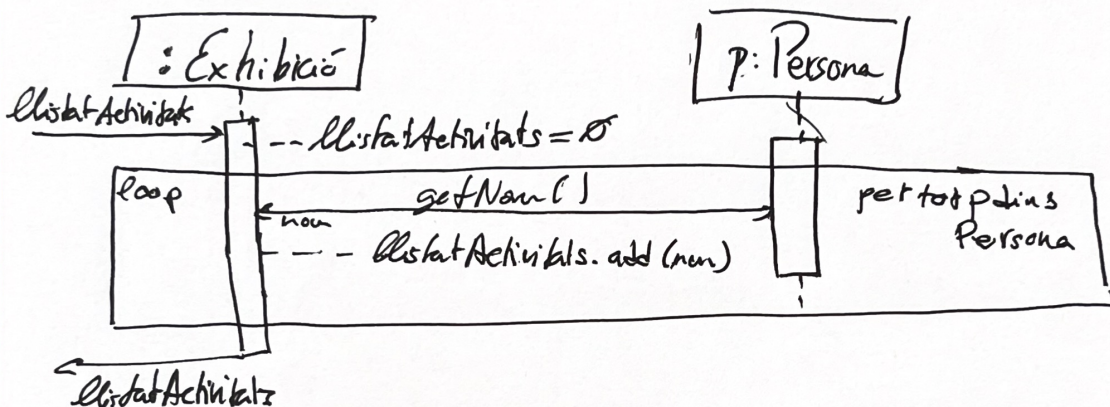 : Exhibició
p: Persona
llistatActivitats
llistatActivitats = ∅
loop
getNom()
per tot p dins
Persona
nom
llistatActivitats.add(nom)
llistatActivitats